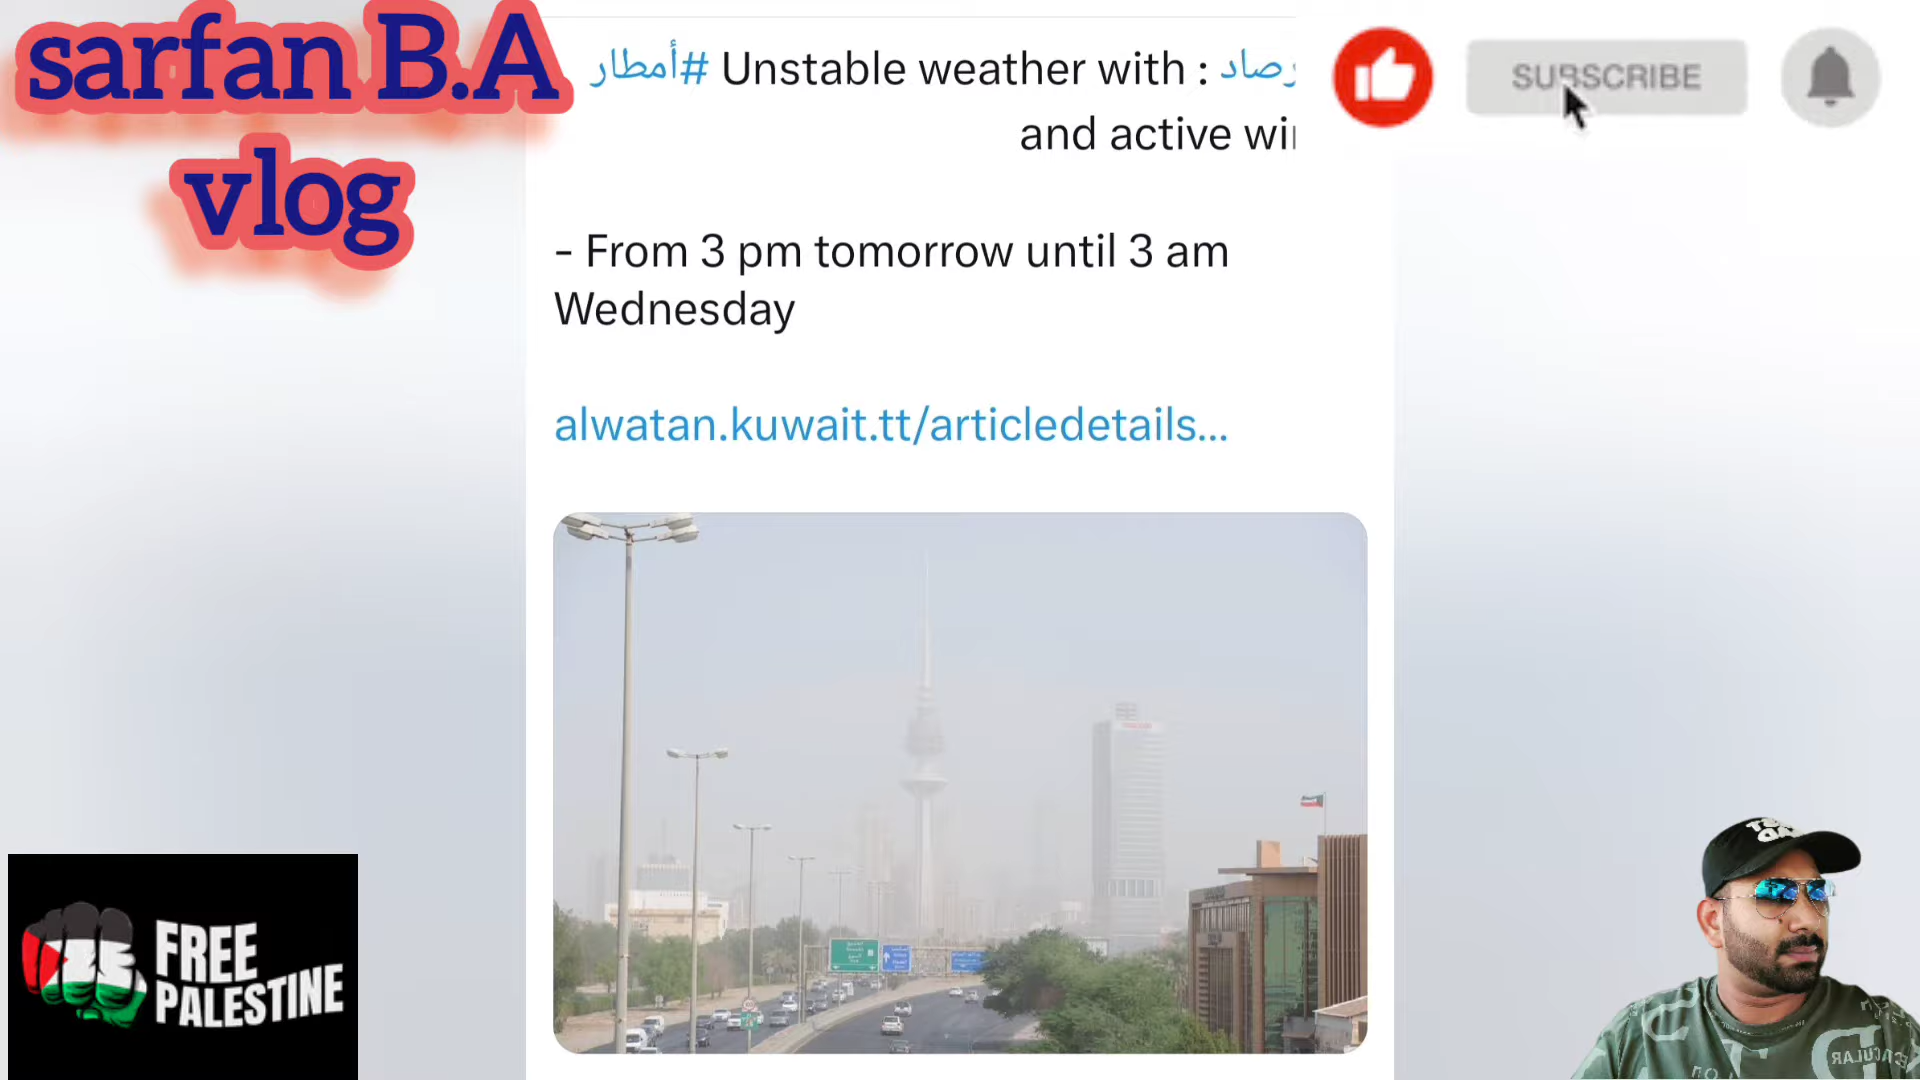 sarfan B.A
vlog
#أمطار Unstable weather with :
and active
- From 3 pm tomorrow until 3 am
Wednesday
alwatan.kuwait.tt/articledetails...
SUBSCRIBE
FREE
PALESTINE